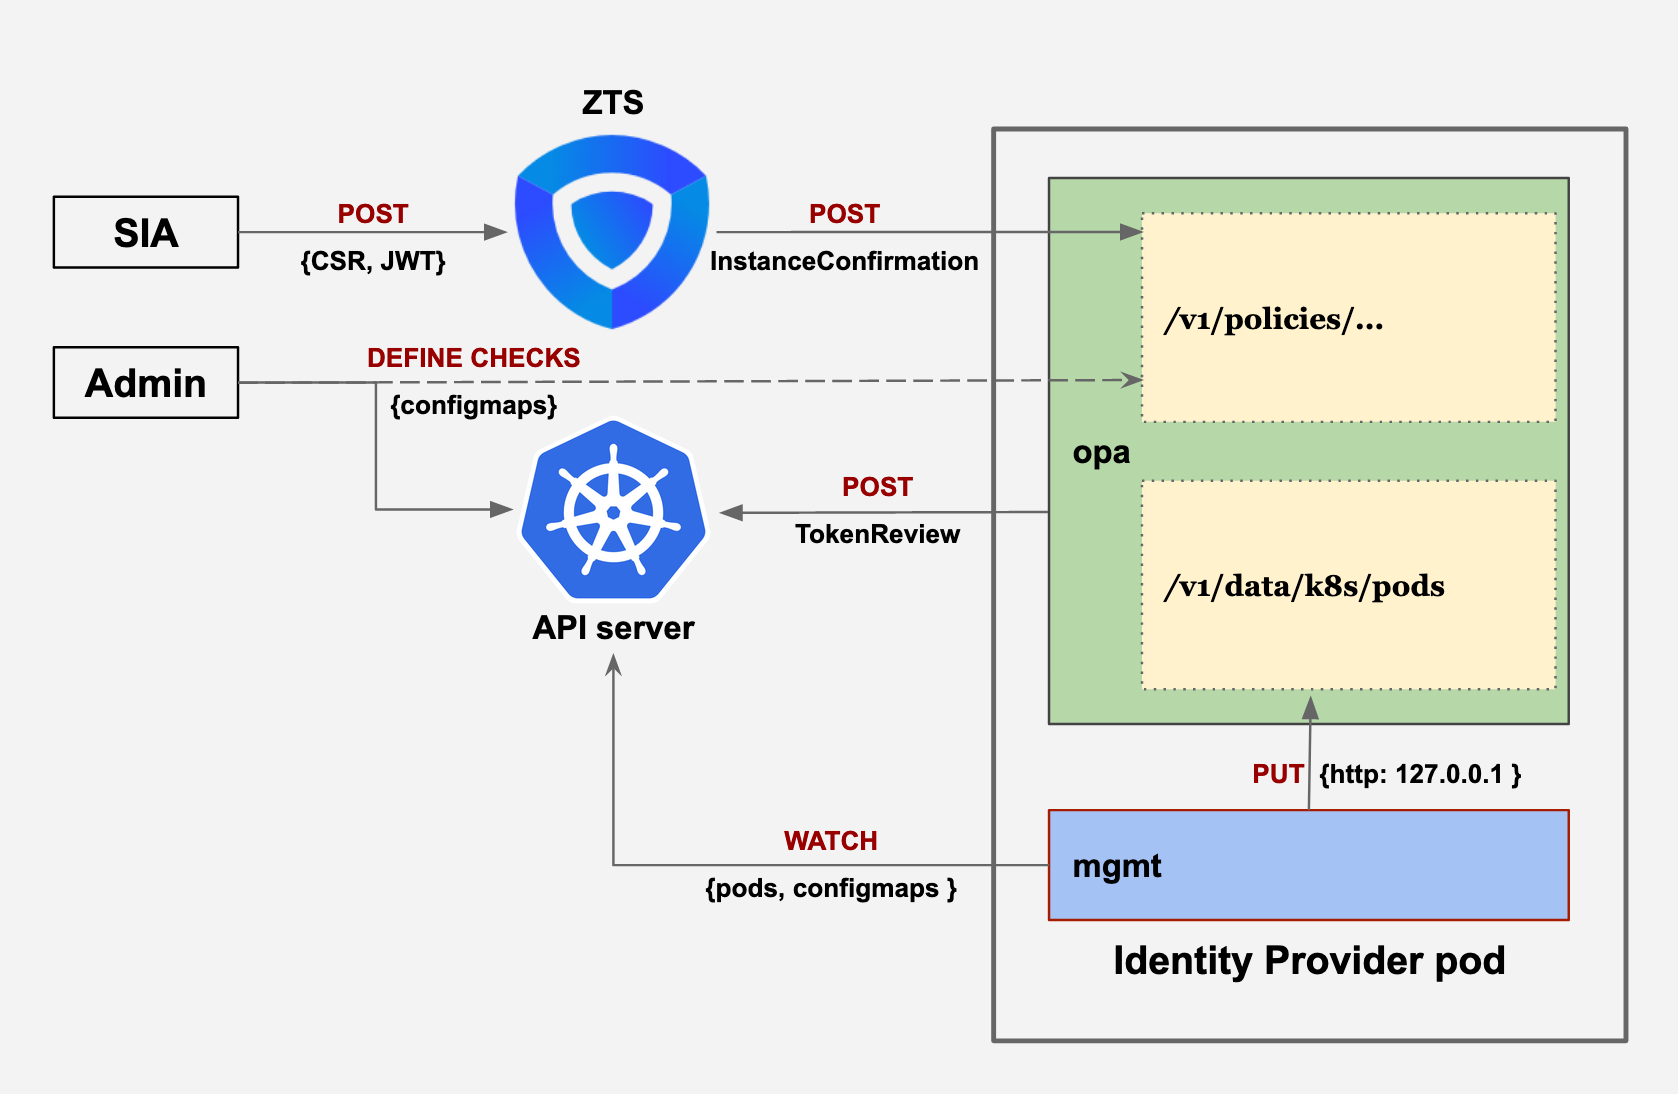 ZTS
SIA
POST
{CSR, JWT}
POST
InstanceConfirmation
/v1/policies/...
Admin
DEFINE CHECKS
{configmaps}
opa
POST
TokenReview
/v1/data/k8s/pods
API server
PUT {http: 127.0.0.1 }
WATCH
{pods, configmaps }
mgmt
Identity Provider pod